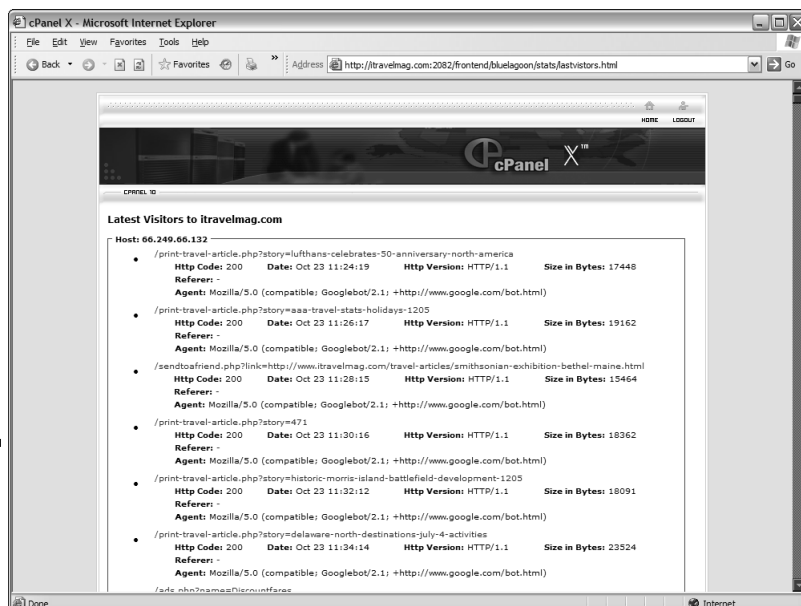 cPanel X - Microsoft Internet Explorer
File Edit View Favorites Tools Help
Back Favorites » Address http://itravelmag.com:2082/frontend/bluelagoon/stats/lastvistors.html Go
HOME LOGOUT
cPanel X™
CPANEL 10
Latest Visitors to itravelmag.com
Host: 66.249.66.132
/print-travel-article.php?story=lufthans-celebrates-50-anniversary-north-america
Http Code: 200 Date: Oct 23 11:24:19 Http Version: HTTP/1.1 Size in Bytes: 17448
Referer: -
Agent: Mozilla/5.0 (compatible; Googlebot/2.1; +http://www.google.com/bot.html)
/print-travel-article.php?story=aaa-travel-stats-holidays-1205
Http Code: 200 Date: Oct 23 11:26:17 Http Version: HTTP/1.1 Size in Bytes: 19162
Referer: -
Agent: Mozilla/5.0 (compatible; Googlebot/2.1; +http://www.google.com/bot.html)
/sendtoafriend.php?link=http://www.itravelmag.com/travel-articles/smithsonian-exhibition-bethel-maine.html
Http Code: 200 Date: Oct 23 11:28:15 Http Version: HTTP/1.1 Size in Bytes: 15464
Referer: -
Agent: Mozilla/5.0 (compatible; Googlebot/2.1; +http://www.google.com/bot.html)
/print-travel-article.php?story=471
Http Code: 200 Date: Oct 23 11:30:16 Http Version: HTTP/1.1 Size in Bytes: 18362
Referer: -
Agent: Mozilla/5.0 (compatible; Googlebot/2.1; +http://www.google.com/bot.html)
/print-travel-article.php?story=historic-morris-island-battlefield-development-1205
Http Code: 200 Date: Oct 23 11:32:12 Http Version: HTTP/1.1 Size in Bytes: 18091
Referer: -
Agent: Mozilla/5.0 (compatible; Googlebot/2.1; +http://www.google.com/bot.html)
/print-travel-article.php?story=delaware-north-destinations-july-4-activities
Http Code: 200 Date: Oct 23 11:34:14 Http Version: HTTP/1.1 Size in Bytes: 23524
Referer: -
Agent: Mozilla/5.0 (compatible; Googlebot/2.1; +http://www.google.com/bot.html)
/ads.php?name=Discountfares
Done Internet